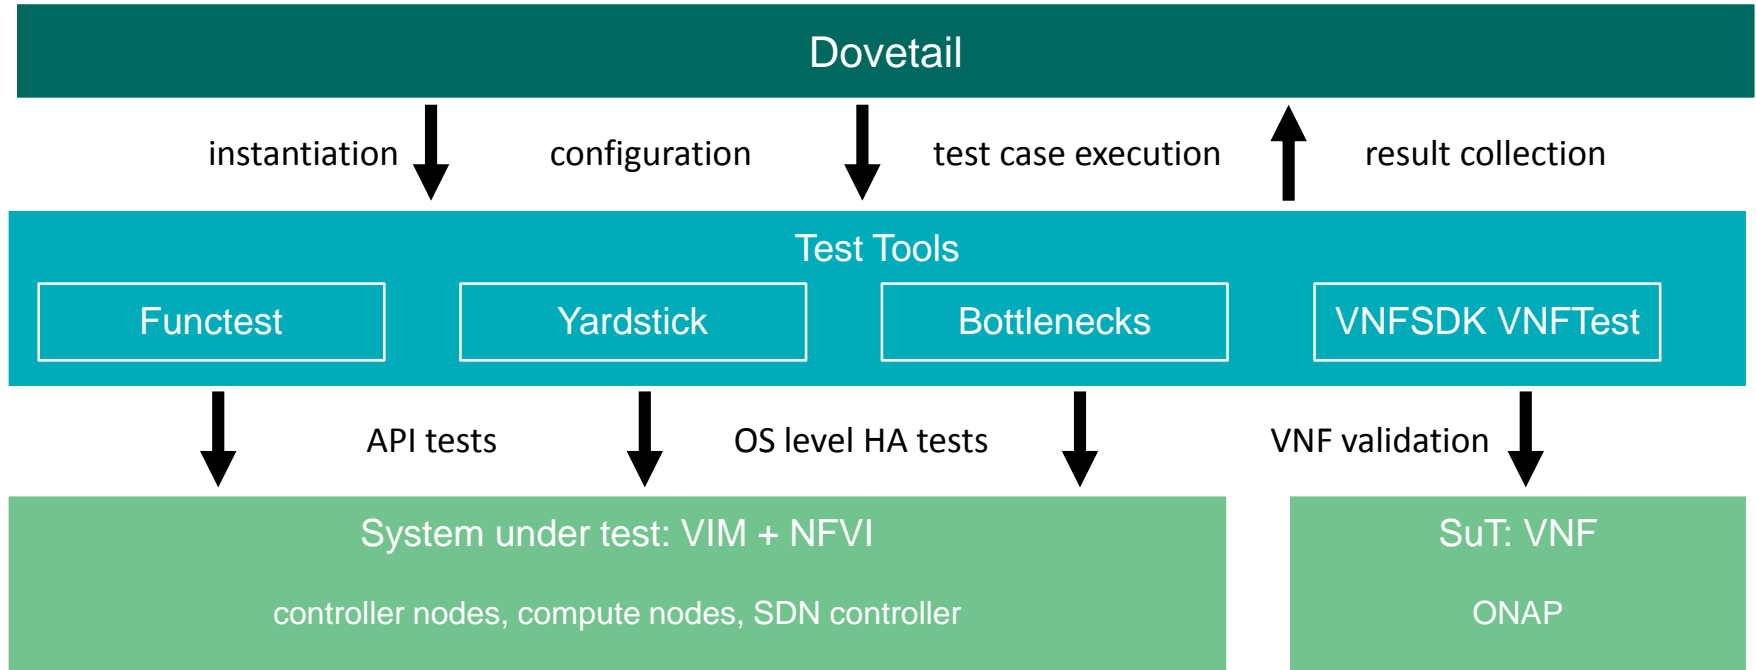 Dovetail
instantiation
configuration
test case execution
result collection
Test Tools
Functest
Yardstick
Bottlenecks
VNFSDK VNFTest
API tests
OS level HA tests
VNF validation
System under test: VIM + NFVI
controller nodes, compute nodes, SDN controller
SuT: VNF
ONAP